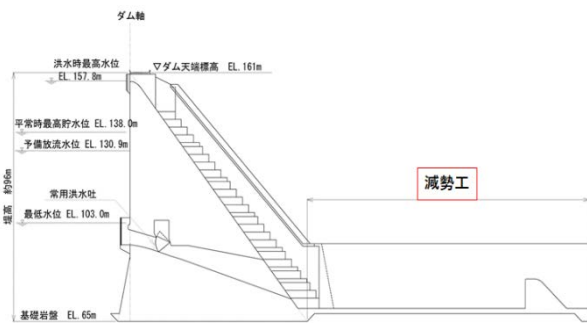 ダム軸
洪水時最高水位
EL.157.8m
▽ダム天端標高 EL.161m
平常時最高貯水位 EL.138.0m
予備放流水位 EL.130.9m
減勢工
堤高 約96m
常用洪水吐
最低水位 EL.103.0m
基礎岩盤 EL.65m